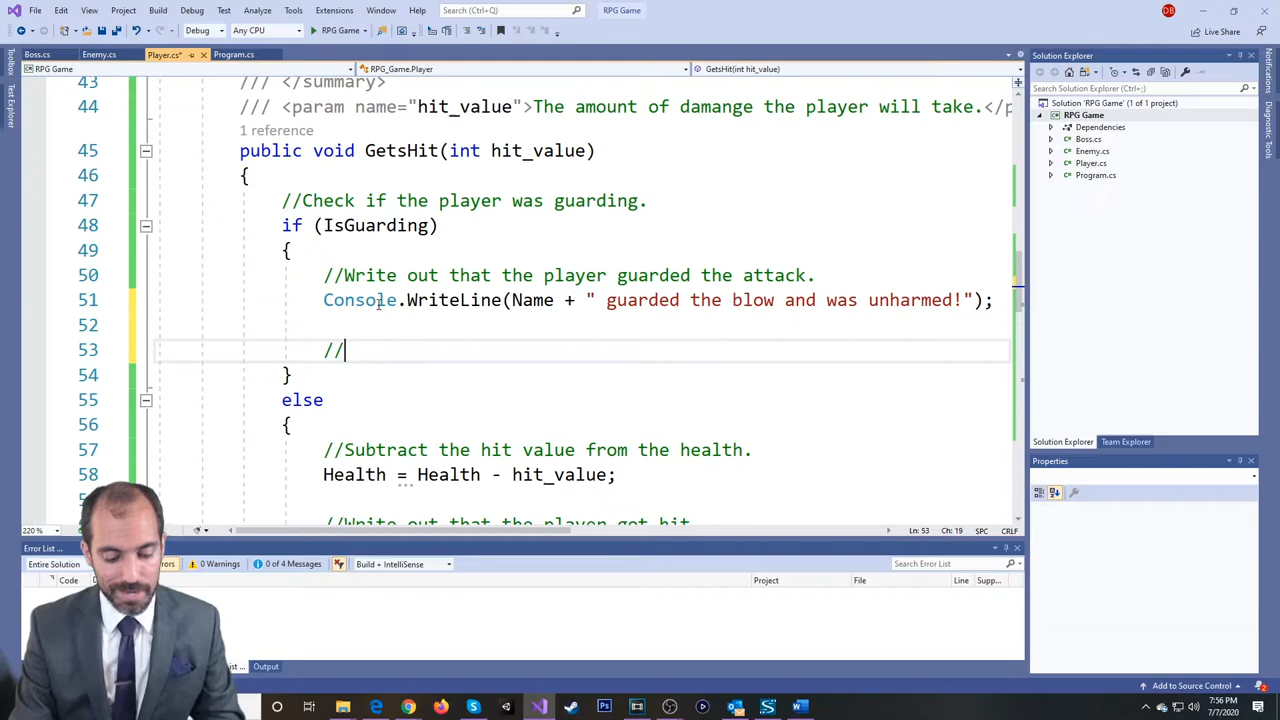 File Edit View Project Build Debug Test Analyze Tools Extensions Window Help Search (Ctrl+Q) RPG Game DB
Debug Any CPU RPG Game Live Share
Boss.cs Enemy.cs Player.cs* Program.cs
RPG Game RPG_Game.Player GetsHit(int hit_value)
43 /// </summary>
44 /// <param name="hit_value">The amount of damange the player will take.</p
1 reference
45 public void GetsHit(int hit_value)
46 {
47 //Check if the player was guarding.
48 if (IsGuarding)
49 {
50 //Write out that the player guarded the attack.
51 Console.WriteLine(Name + " guarded the blow and was unharmed!");
52
53 //
54 }
55 else
56 {
57 //Subtract the hit value from the health.
58 Health = Health - hit_value;
//Write out that the player got hit
220 % Ln: 53 Ch: 19 SPC CRLF
Toolbox
Test Explorer
Solution Explorer
Search Solution Explorer (Ctrl+;)
Solution 'RPG Game' (1 of 1 project)
RPG Game
Dependencies
Boss.cs
Enemy.cs
Player.cs
Program.cs
Solution Explorer Team Explorer
Properties
Notifications
Diagnostic Tools
Error List ...
Entire Solution 0 Warnings 0 of 4 Messages Build + IntelliSense Search Error List
Code Project File Line Supp...
Output
Add to Source Control
2
7:56 PM
7/7/2020